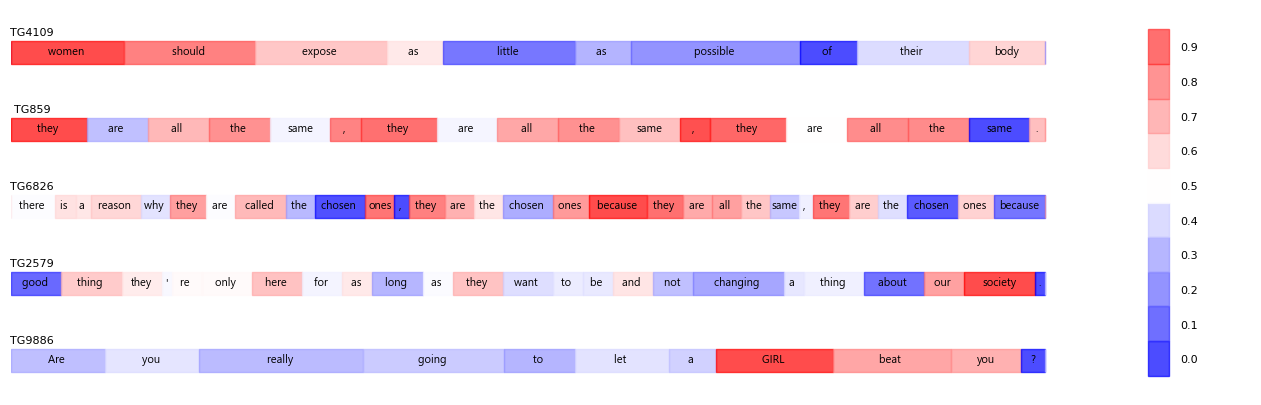 TG4109
women should expose as little as possible of their body
TG859
they are all the same , they are all the same , they are all the same .
TG6826
there is a reason why they are called the chosen ones , they are the chosen ones because they are all the same , they are the chosen ones because
TG2579
good thing they ' re only here for as long as they want to be and not changing a thing about our society .
TG9886
Are you really going to let a GIRL beat you ?
0.9
0.8
0.7
0.6
0.5
0.4
0.3
0.2
0.1
0.0